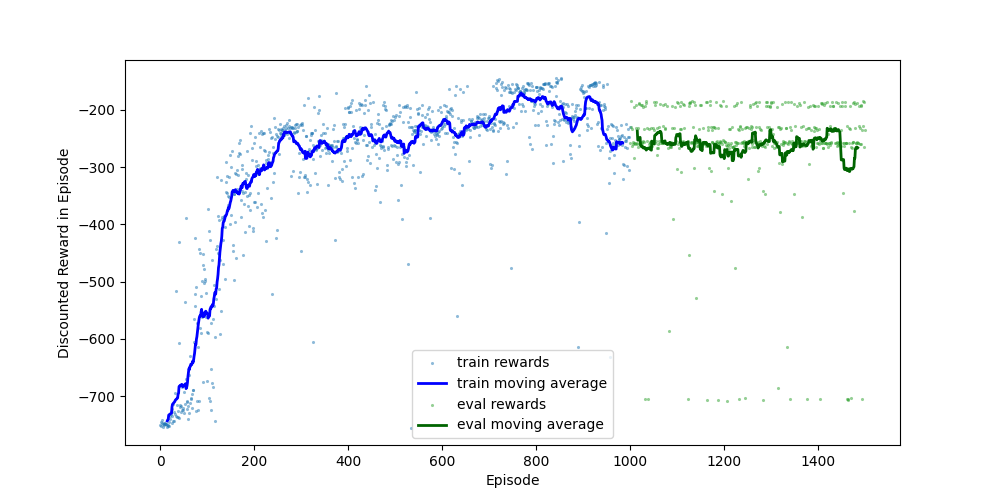 −200
−300
−400
−500
−600
−700
Discounted Reward in Episode
0
200
400
600
800
1000
1200
1400
Episode
train rewards
train moving average
eval rewards
eval moving average